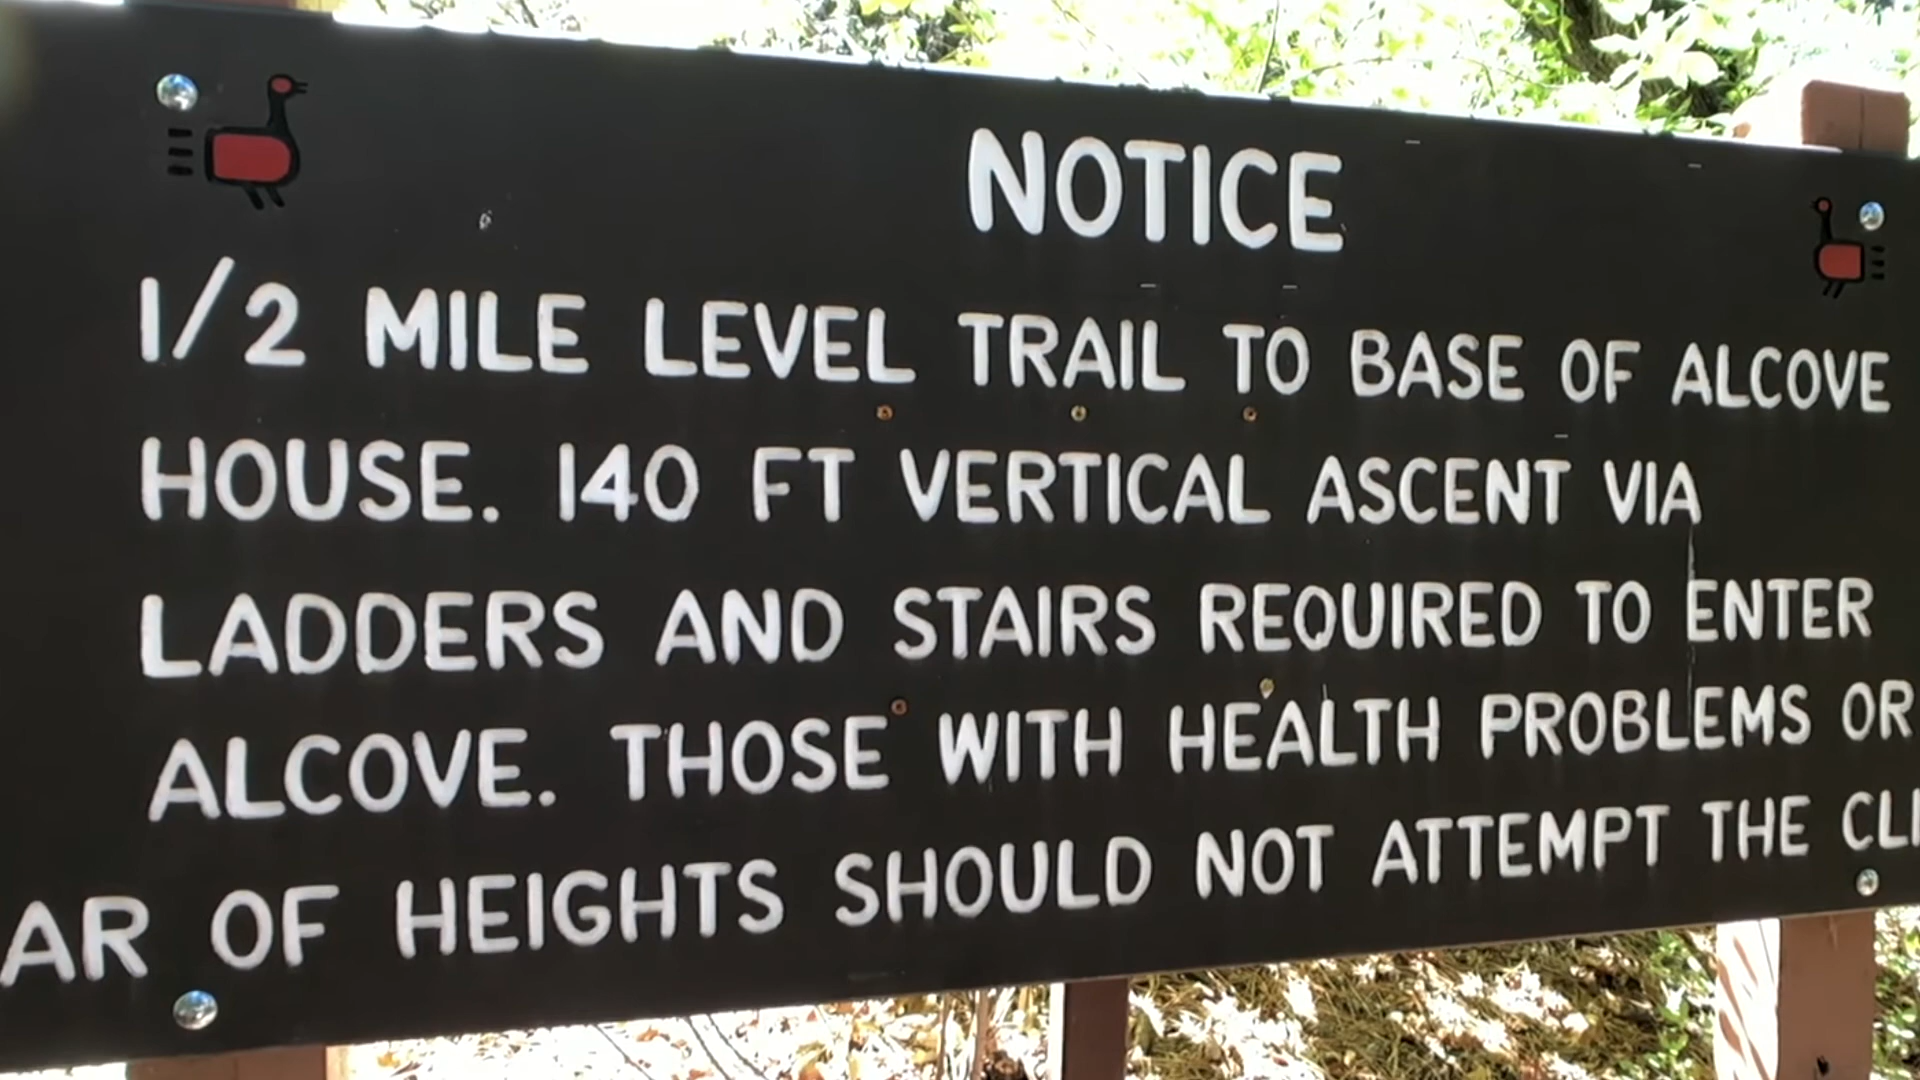 NOTICE
1/2 MILE LEVEL TRAIL TO BASE OF ALCOVE
HOUSE. 140 FT VERTICAL ASCENT VIA
LADDERS AND STAIRS REQUIRED TO ENTER
ALCOVE. THOSE WITH HEALTH PROBLEMS OR
AR OF HEIGHTS SHOULD NOT ATTEMPT THE CLI